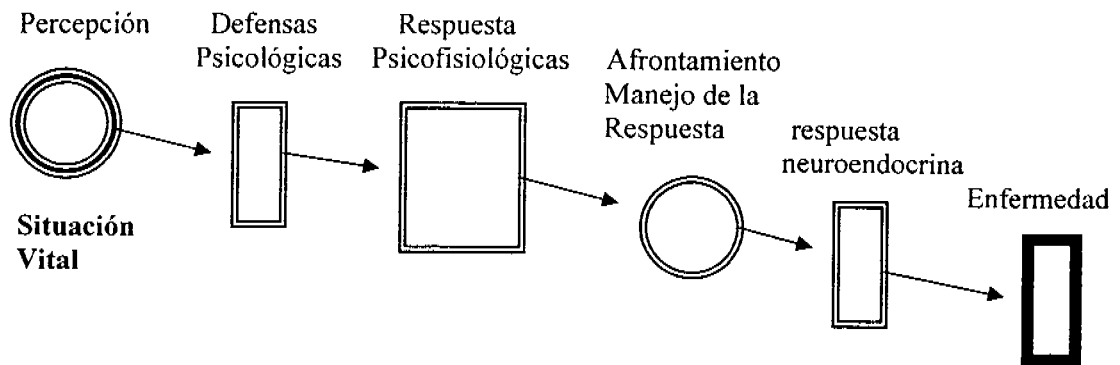 Percepción
Situación
Vital
Defensas
Psicológicas
Respuesta
Psicofisiológicas
Afrontamiento
Manejo de la
Respuesta
respuesta
neuroendocrina
Enfermedad